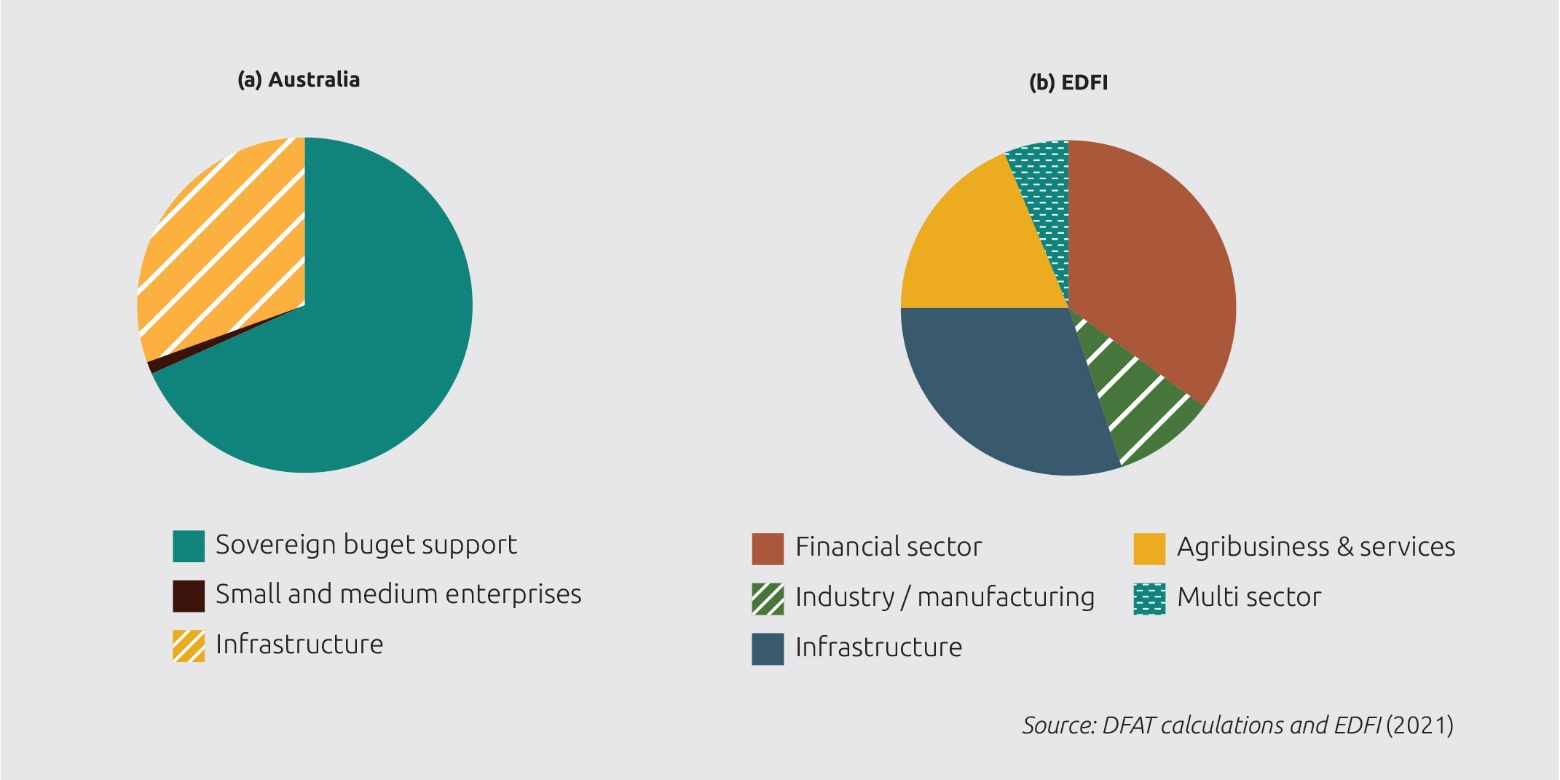 (a) Australia
Sovereign buget support
Small and medium enterprises
Infrastructure
(b) EDFI
Financial sector
Industry / manufacturing
Infrastructure
Agribusiness & services
Multi sector
Source: DFAT calculations and EDFI (2021)